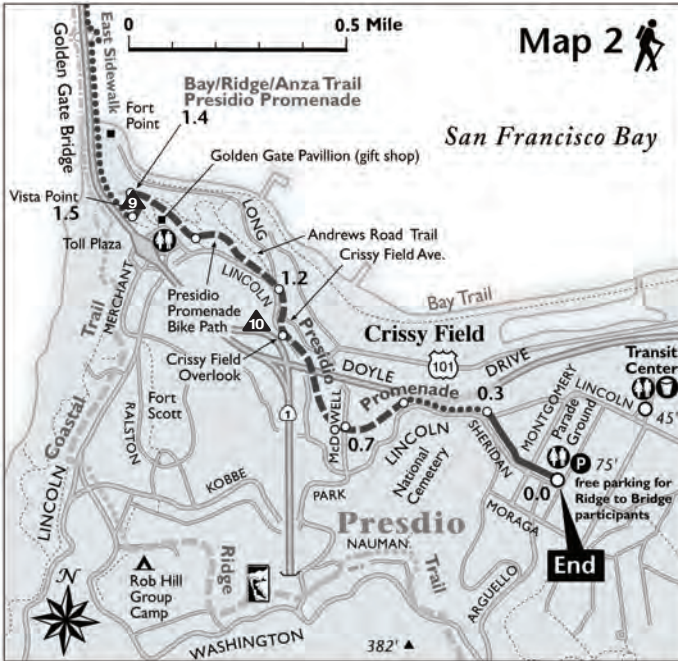 0
0.5 Mile
Map 2
East Sidewalk
Golden Gate Bridge
Bay/Ridge/Anza Trail
Presidio Promenade
1.4
Fort
Point
San Francisco Bay
Golden Gate Pavillion (gift shop)
Vista Point
1.5
9
Toll Plaza
LONG
Andrews Road Trail
Crissy Field Ave.
LINCOLN
1.2
Bay Trail
MERCHANT
Trail
Presidio
Promenade
Bike Path
10
Presidio
Crissy Field
Crissy Field
Overlook
101
DOYLE
DRIVE
Transit
Center
Promenade
0.3
MONTGOMERY
LINCOLN
45'
Fort
Scott
1
RALSTON
Coastal
McDOWELL
0.7
Parade
Ground
SHERIDAN
P
75'
free parking for
Ridge to Bridge
participants
LINCOLN
National
Cemetery
0.0
LINCOLN
KOBBE
PARK
MORAGA
Presdio
NAUMAN
End
N
Rob Hill
Group
Camp
Ridge
Trail
ARGUELLO
WASHINGTON
382'